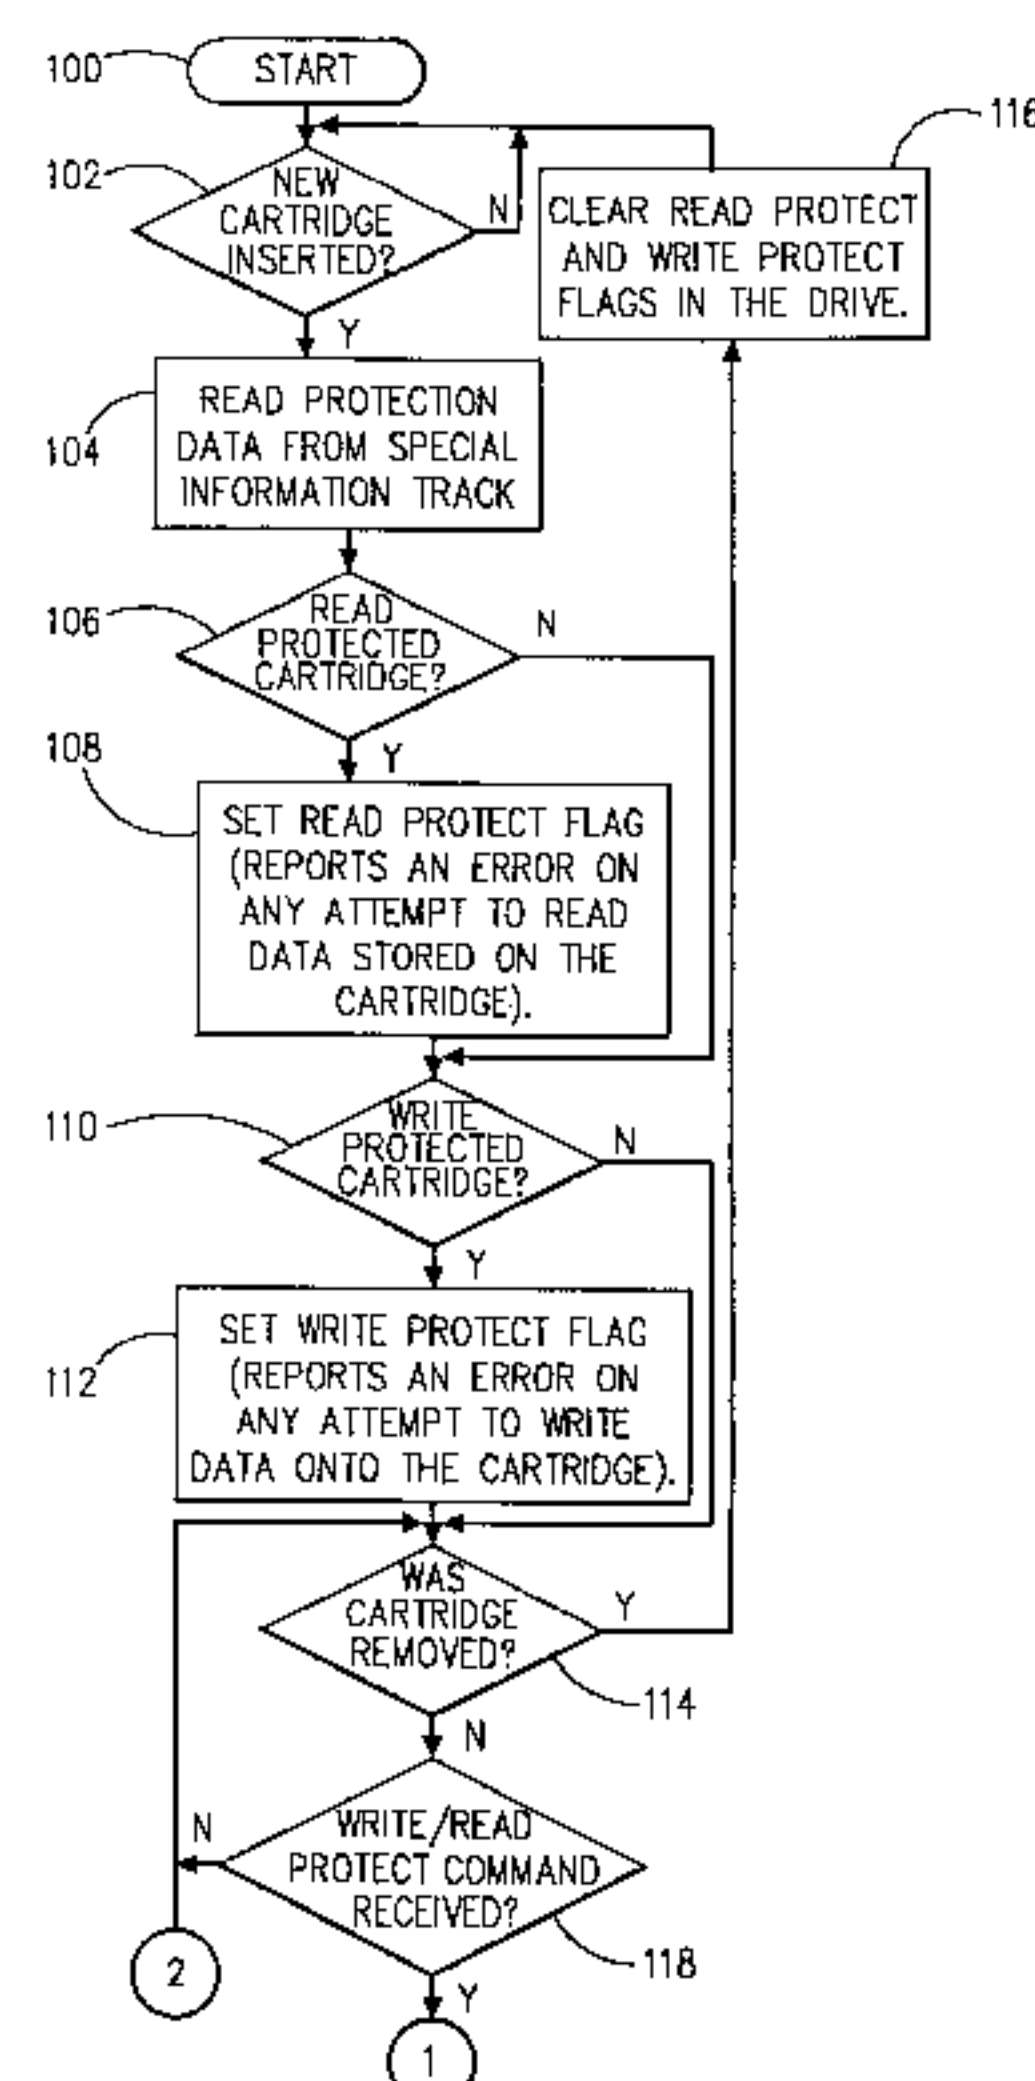 100
START
116
102
NEW
CARTRIDGE
INSERTED?
N
Y
CLEAR READ PROTECT
AND WRITE PROTECT
FLAGS IN THE DRIVE.
104
READ PROTECTION
DATA FROM SPECIAL
INFORMATION TRACK
106
READ
PROTECTED
CARTRIDGE?
N
Y
108
SET READ PROTECT FLAG
(REPORTS AN ERROR ON
ANY ATTEMPT TO READ
DATA STORED ON THE
CARTRIDGE).
110
WRITE
PROTECTED
CARTRIDGE?
N
Y
112
SET WRITE PROTECT FLAG
(REPORTS AN ERROR ON
ANY ATTEMPT TO WRITE
DATA ONTO THE CARTRIDGE).
WAS
CARTRIDGE
REMOVED?
Y
114
N
WRITE/READ
PROTECT COMMAND
RECEIVED?
N
118
2
Y
1